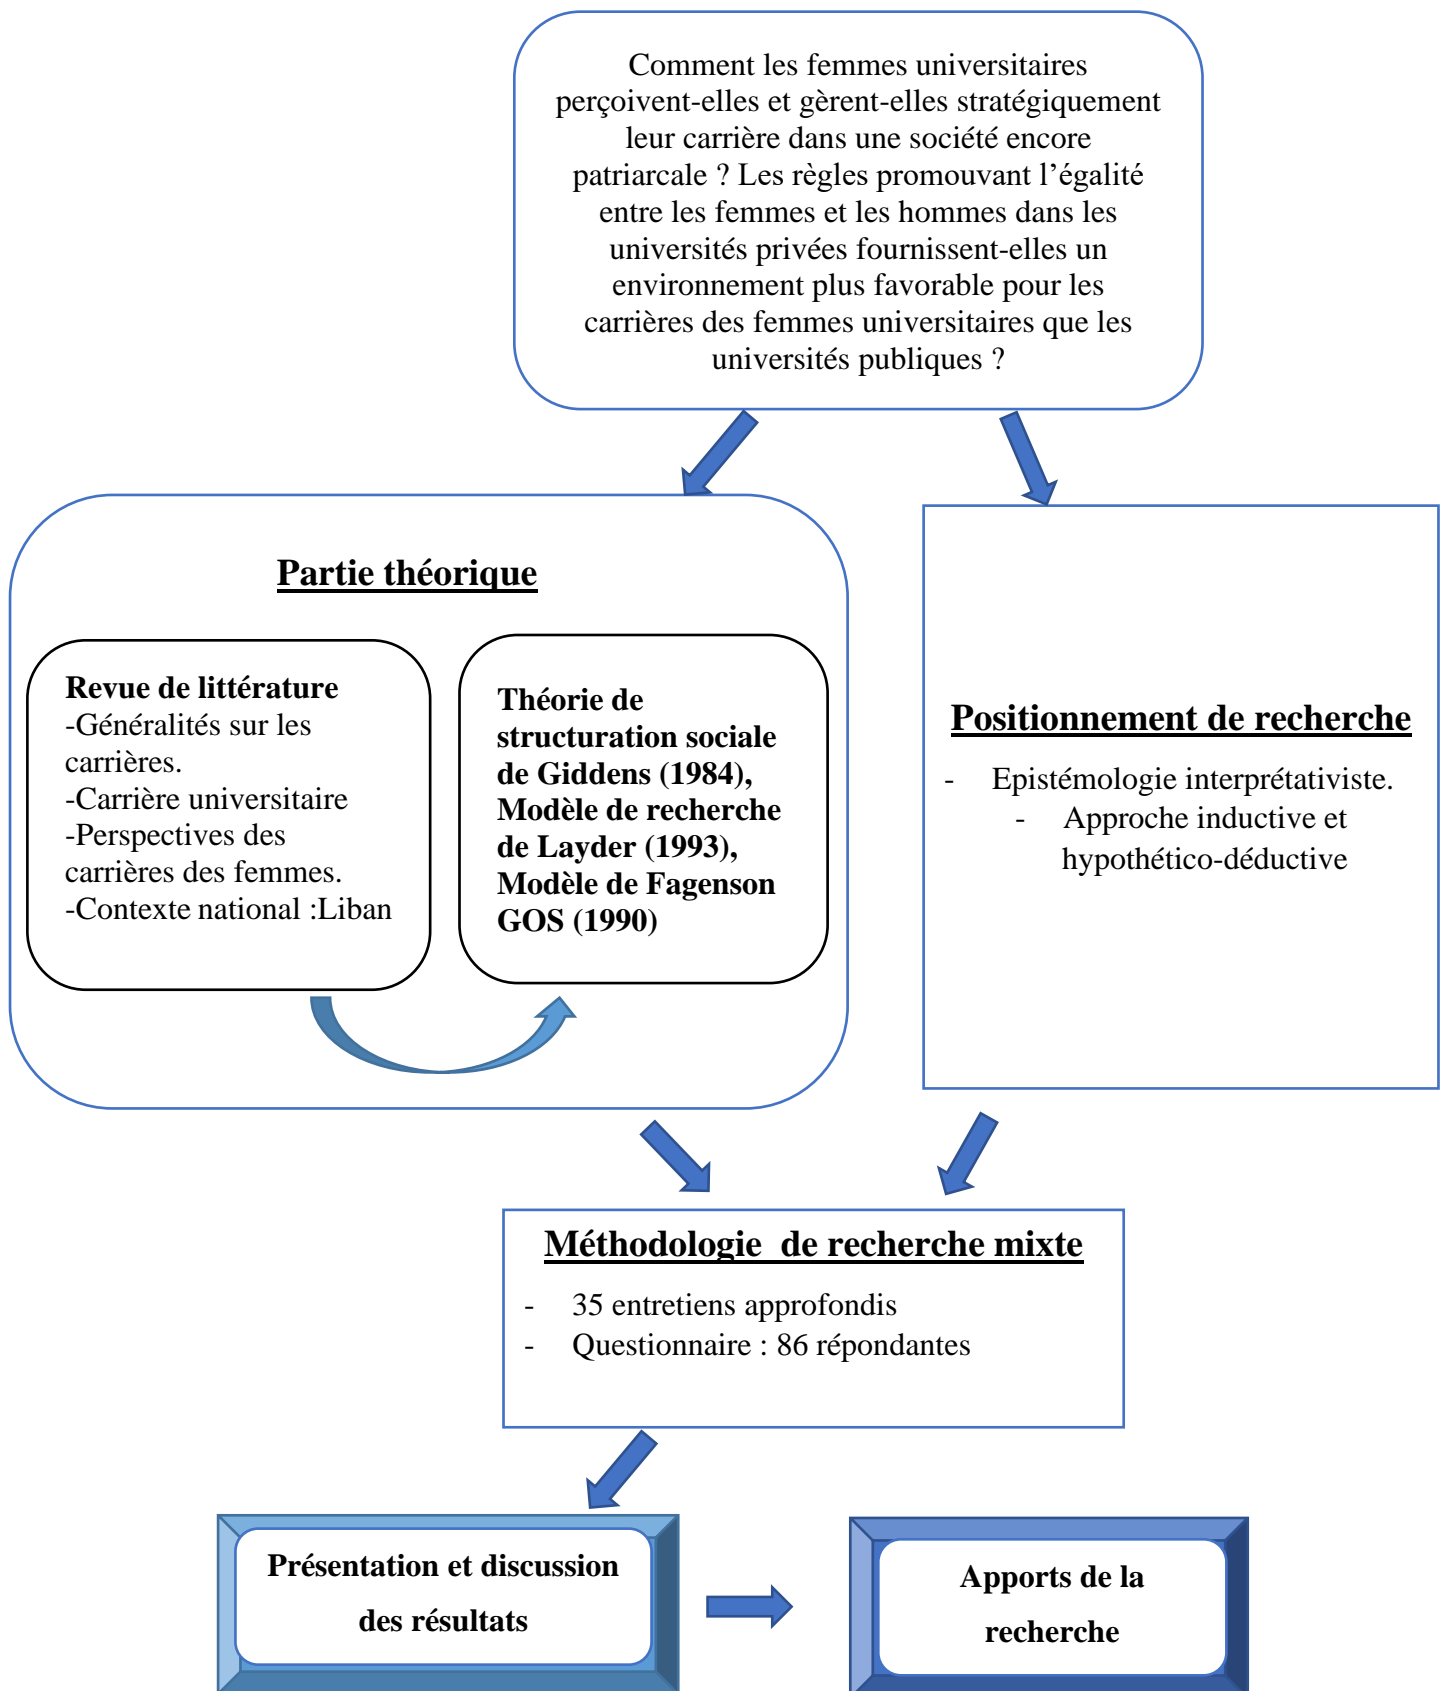 Comment les femmes universitaires
perçoivent-elles et gèrent-elles stratégiquement
leur carrière dans une société encore
patriarcale ? Les règles promouvant l’égalité
entre les femmes et les hommes dans les
universités privées fournissent-elles un
environnement plus favorable pour les
carrières des femmes universitaires que les
universités publiques ?
Partie théorique
Revue de littérature
-Généralités sur les
carrières.
-Carrière universitaire
-Perspectives des
carrières des femmes.
-Contexte national :Liban
Théorie de
structuration sociale
de Giddens (1984),
Modèle de recherche
de Layder (1993),
Modèle de Fagenson
GOS (1990)
Positionnement de recherche
- Epistémologie interprétativiste.
- Approche inductive et
hypothético-déductive
Méthodologie de recherche mixte
- 35 entretiens approfondis
- Questionnaire : 86 répondantes
Présentation et discussion
des résultats
Apports de la
recherche